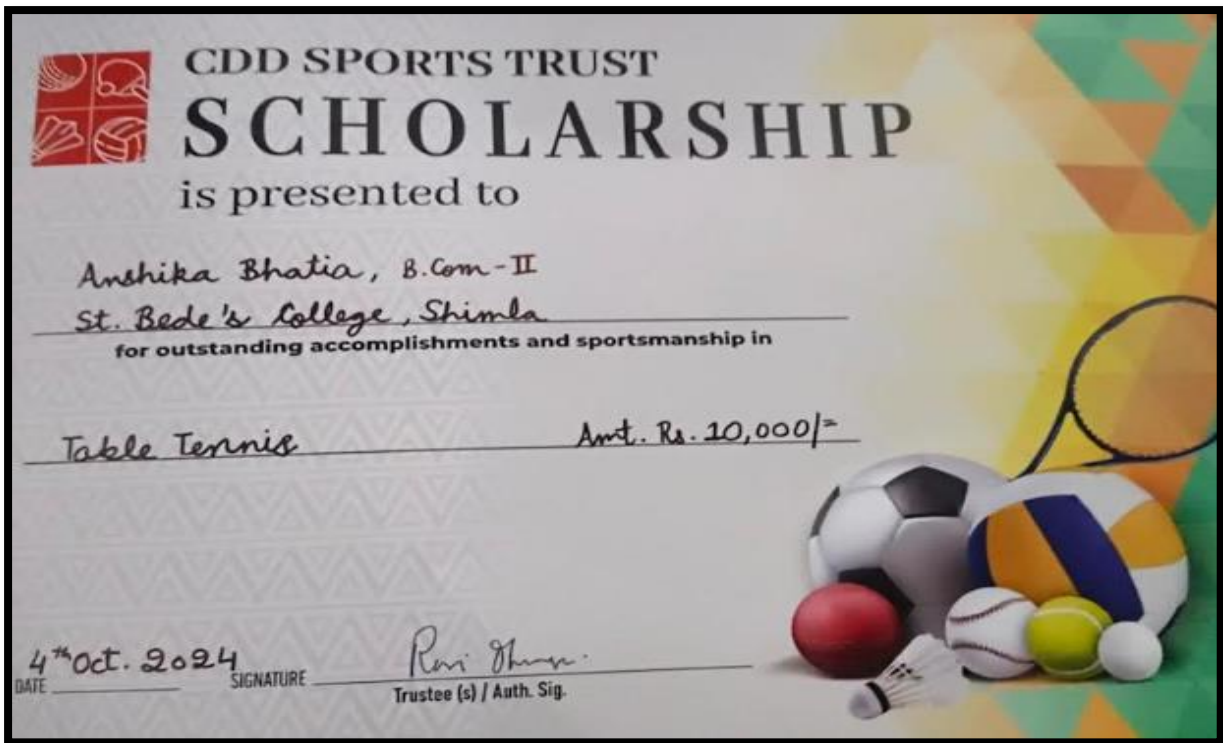 CDD SPORTS TRUST
SCHOLARSHIP
is presented to
Anshika Bhatia, B.Com-II
St. Bede's College, Shimla
for outstanding accomplishments and sportsmanship in
Table Tennis Amt. Rs. 10,000/=
4th Oct. 2024
DATE SIGNATURE Ravi
Trustee (s) / Auth. Sig.